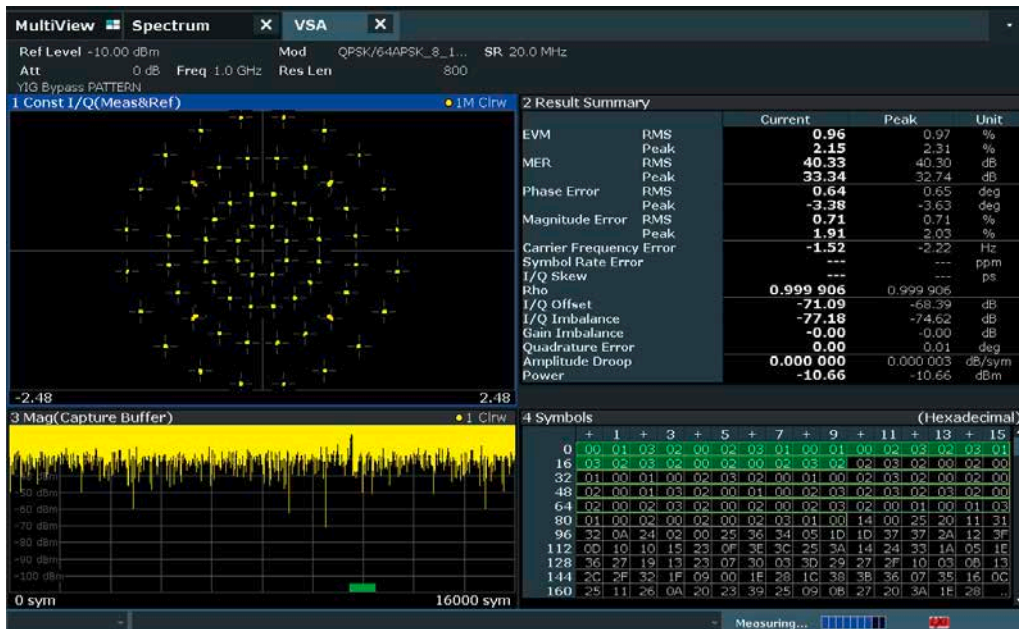 MultiView Spectrum X VSA X
Ref Level -10.00 dBm Mod QPSK/64APSK_8_1... SR 20.0 MHz
Att 0 dB Freq 1.0 GHz Res Len 800
YIG Bypass PATTERN
1 Const I/Q(Meas&Ref) 1M Clrw
-2.48 2.48
2 Result Summary
Current Peak Unit
EVM RMS 0.96 0.97 %
Peak 2.15 2.31 %
MER RMS 40.33 40.30 dB
Peak 33.34 32.74 dB
Phase Error RMS 0.64 0.65 deg
Peak -3.38 -3.63 deg
Magnitude Error RMS 0.71 0.71 %
Peak 1.91 2.03 %
Carrier Frequency Error -1.52 -2.22 Hz
Symbol Rate Error --- --- ppm
I/Q Skew --- --- ps
Rho 0.999 906 0.999 906
I/Q Offset -71.09 -68.39 dB
I/Q Imbalance -77.18 -74.62 dB
Gain Imbalance -0.00 -0.00 dB
Quadrature Error 0.00 0.01 deg
Amplitude Droop 0.000 000 0.000 003 dB/sym
Power -10.66 -10.66 dBm
3 Mag(Capture Buffer) 1 Clrw
-50 dBm
-60 dBm
-70 dBm
-80 dBm
-90 dBm
-100 dBm
0 sym 16000 sym
4 Symbols (Hexadecimal)
+ 1 + 3 + 5 + 7 + 9 + 11 + 13 + 15
0 00 01 03 02 00 02 03 01 00 01 00 02 03 02 03 01
16 03 02 03 02 00 02 00 02 03 02 02 03 02 00 02 00
32 01 00 01 00 02 03 02 00 01 00 02 03 02 03 02 00
48 02 00 01 03 02 00 01 00 02 03 02 03 02 03 02 00
64 02 00 02 03 02 00 02 00 02 03 02 00 01 00 01 03
80 01 00 02 00 02 00 02 03 01 00 14 00 25 20 11 31
96 32 0A 24 02 00 25 36 34 05 1D 1D 37 37 2A 12 3F
112 0D 10 10 15 23 0F 3E 3C 25 3A 14 24 33 1A 05 1E
128 36 27 19 13 23 07 30 03 3D 29 27 2F 10 03 0B 13
144 2C 2F 32 1F 09 00 1E 28 1C 38 3B 36 07 35 16 0C
160 25 11 26 0A 20 23 39 25 09 0B 27 20 3A 1E 28 ..
Measuring...